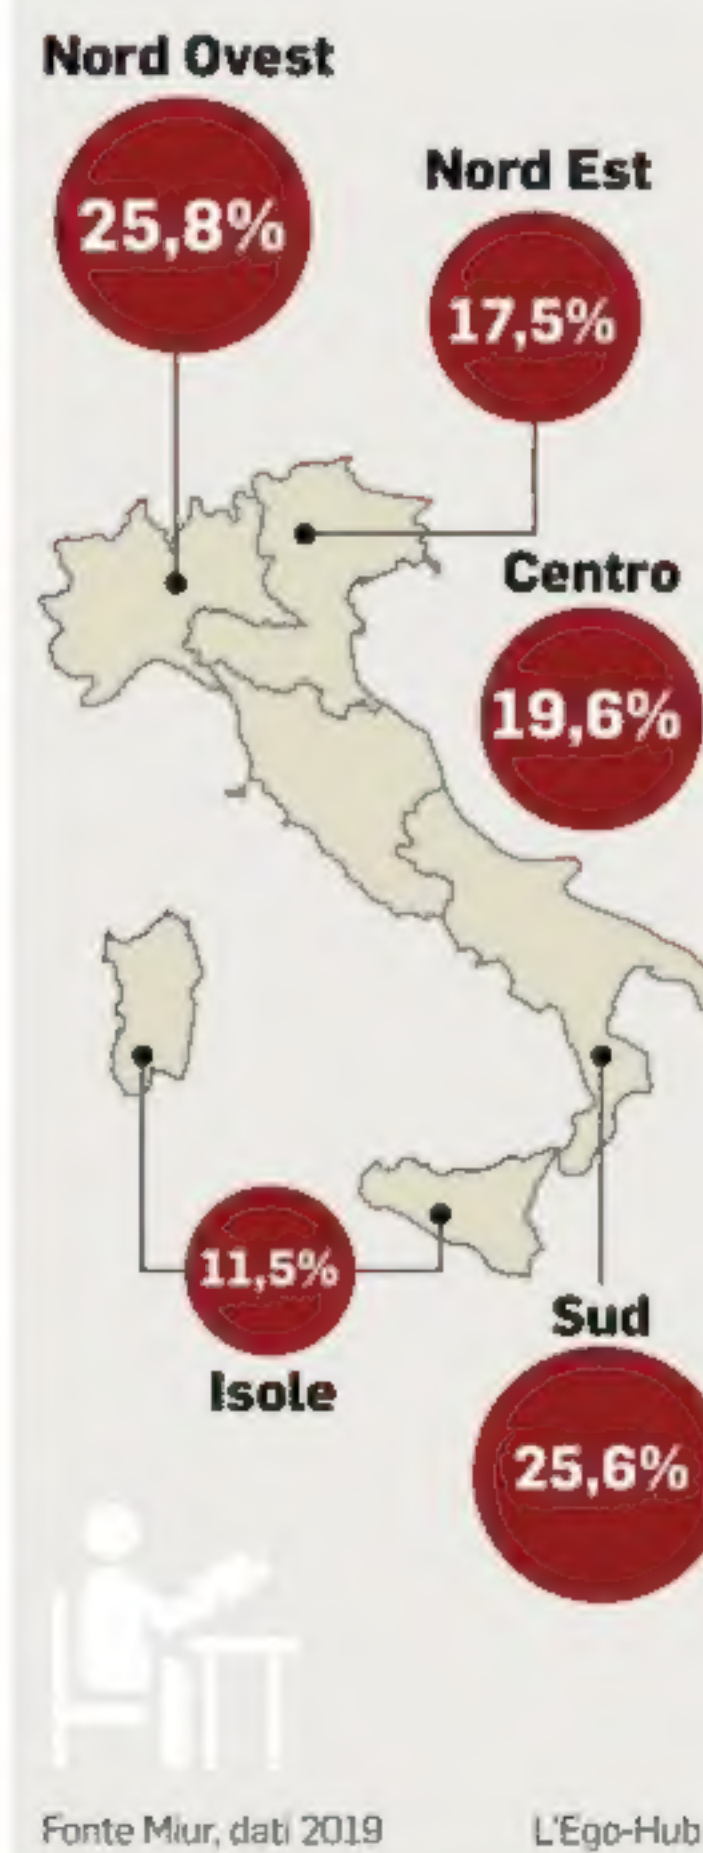 Nord Ovest
25,8%
Nord Est
17,5%
Centro
19,6%
11,5%
Isole
Sud
25,6%
Fonte Miur, dati 2019
L'Ego-Hub